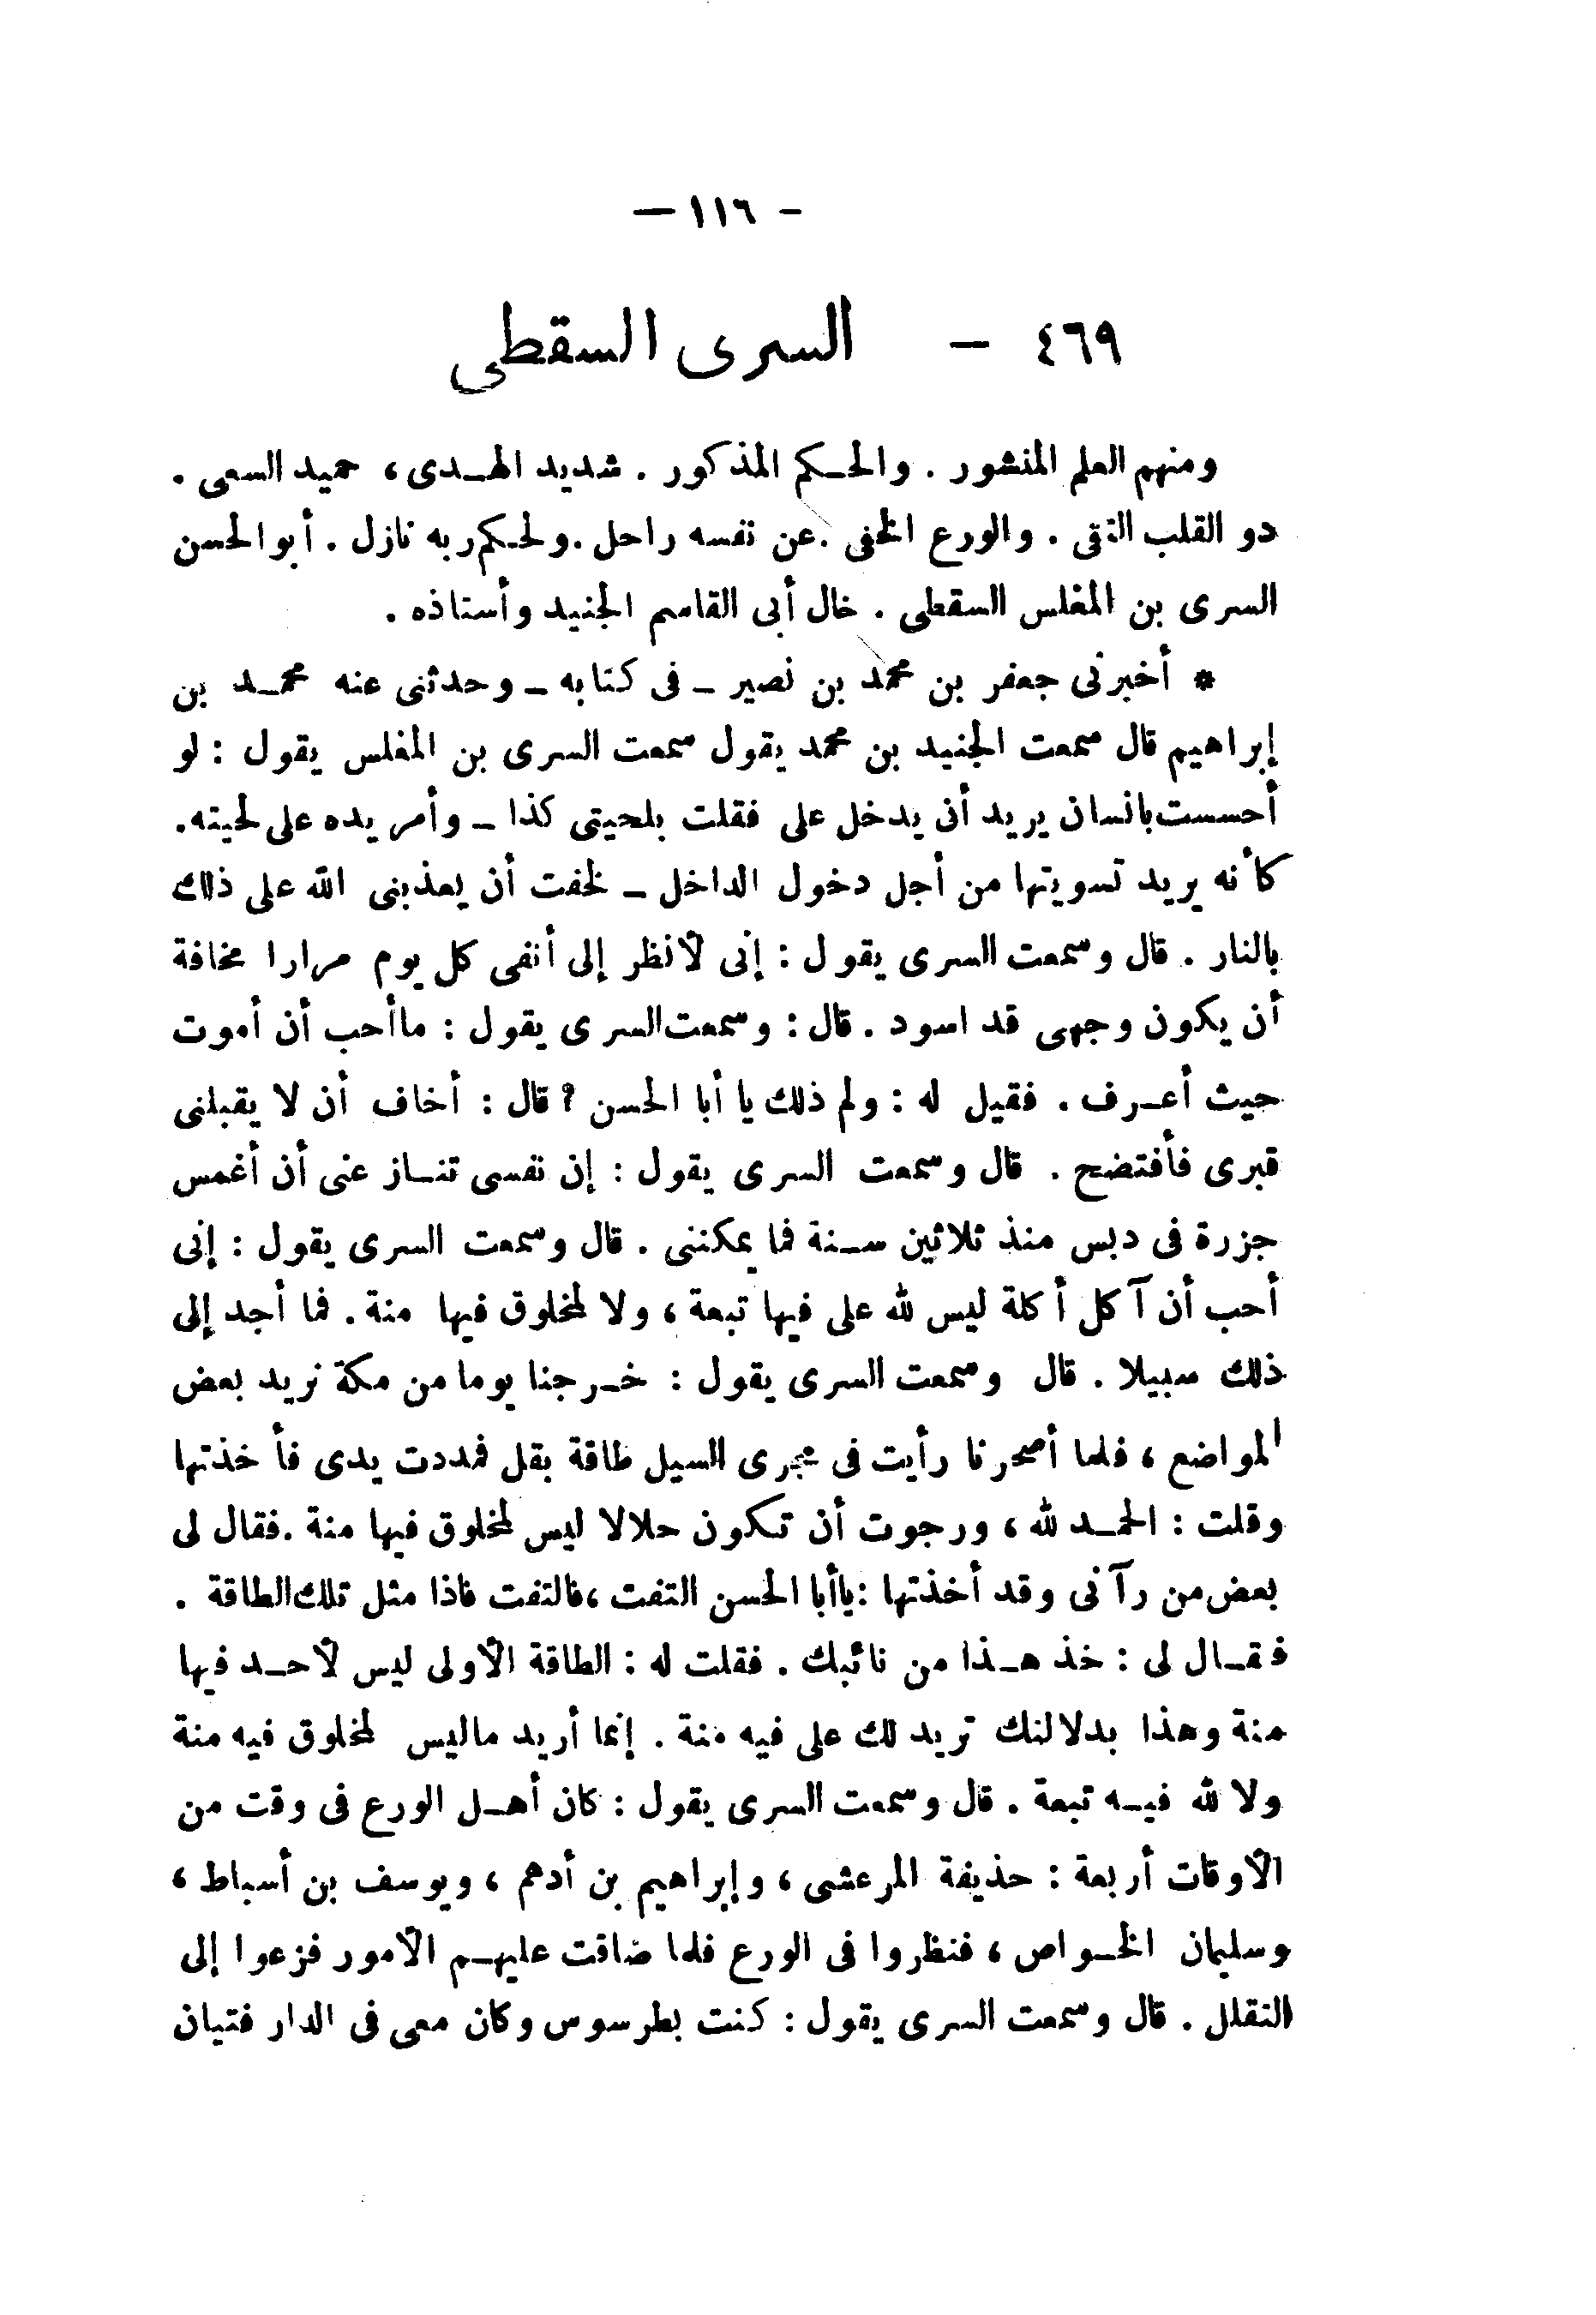 - ١١٦ —
٤٦٩ - السرى السقطى
ومنهم العلم المنشور . والحكم المذكور . شديد الهدى ، حميد السعى .
ذو القلب التقى . والورع الخفى . عن نفسه راحل . ولحكم ربه نازل . أبو الحسن
السرى بن المغلس السقطى . خال أبى القاسم الجنيد وأستاذه .
* أخبرنى جعفر بن محمد بن نصير - فى كتابه - وحدثنى عنه محمد بن
إبراهيم قال سمعت الجنيد بن محمد يقول سمعت السرى بن المغلس يقول : لو
أحسست بانسان يريد أن يدخل على فقلت بلحيتى كذا - وأمر يده على لحيته .
كأنه يريد تسويتها من أجل دخول الداخل - لخفت أن يعذبنى الله على ذلك
بالنار . قال وسمعت السرى يقول : إنى لأنظر إلى أنفى كل يوم مرارا مخافة
أن يكون وجهى قد اسود . قال : وسمعت السرى يقول : ماأحب أن أموت
حيث أعرف . فقيل له : ولم ذلك يا أبا الحسن ؟ قال : أخاف أن لا يقبلنى
قبرى فأفتضح . قال وسمعت السرى يقول : إن نفسى تناز عنى أن أغمس
جزرة فى دبس منذ ثلاثين سنة فما يمكننى . قال وسمعت السرى يقول : إنى
أحب أن آكل أكلة ليس لله على فيها تبعة ، ولا لمخلوق فيها منة . فما أجد إلى
ذلك سبيلا . قال وسمعت السرى يقول : خرجنا يوما من مكة نريد بعض
المواضع ، فلما أصحرنا رأيت فى مجرى السيل طاقة بقل فمددت يدى فأخذتها
وقلت : الحمد لله ، ورجوت أن تكون حلالا ليس لمخلوق فيها منة . فقال لى
بعض من رآنى وقد أخذتها : ياأبا الحسن التفت ، فالتفت فاذا مثل تلك الطاقة .
فقال لى : خذ هذا من نائبك . فقلت له : الطاقة الأولى ليس لأحد فيها
منة وهذا بدلالتك تريد لك على فيه منة . إنما أريد ماليس لمخلوق فيه منة
ولا لله فيه تبعة . قال وسمعت السرى يقول : كان أهل الورع فى وقت من
الأوقات أربعة : حذيفة المرعشى ، وإبراهيم بن أدهم ، ويوسف بن أسباط ،
وسليمان الخواص ، فنظروا فى الورع فلما ضاقت عليهم الأمور فزعوا إلى
التقلل . قال وسمعت السرى يقول : كنت بطرسوس وكان معى فى الدار فتيان